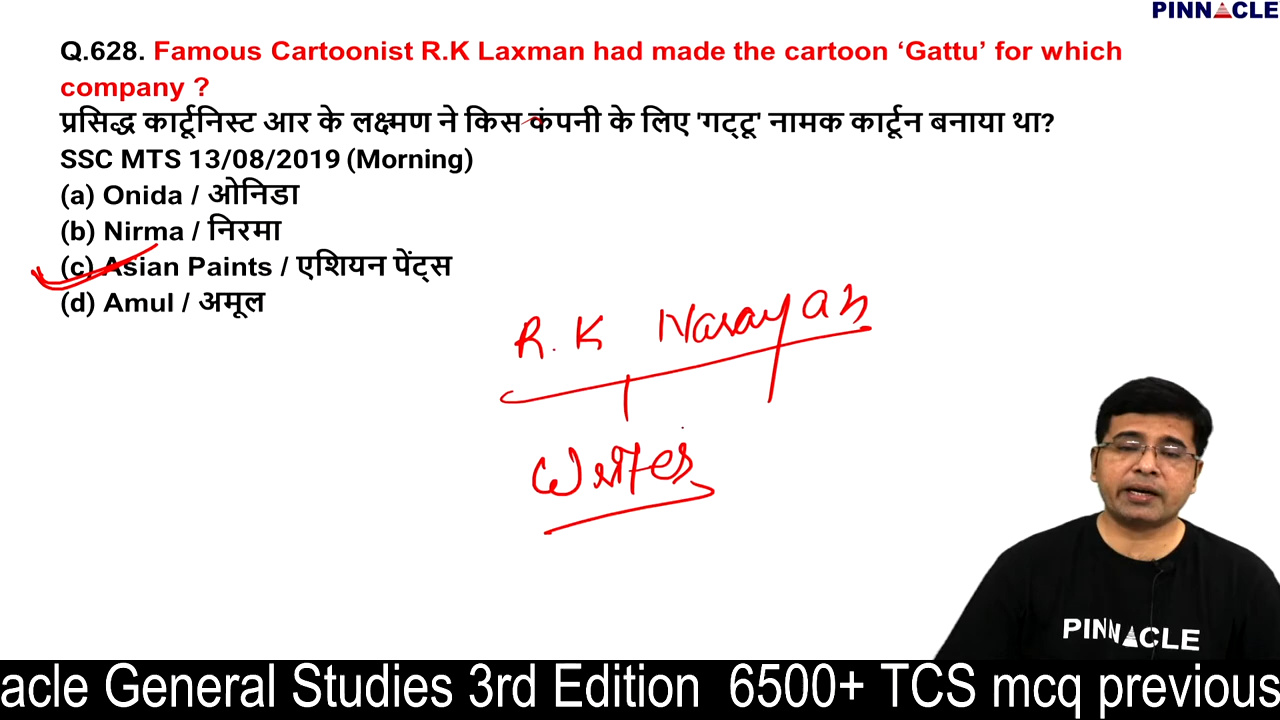 PINNACLE
Q.628. Famous Cartoonist R.K Laxman had made the cartoon ‘Gattu’ for which
company ?
प्रसिद्ध कार्टूनिस्ट आर के लक्ष्मण ने किस कंपनी के लिए 'गट्टू' नामक कार्टून बनाया था?
SSC MTS 13/08/2019 (Morning)
(a) Onida / ओनिडा
(b) Nirma / निरमा
(c) Asian Paints / एशियन पेंट्स
(d) Amul / अमूल
R.K Narayan
Writer
PINNACLE
acle General Studies 3rd Edition 6500+ TCS mcq previous